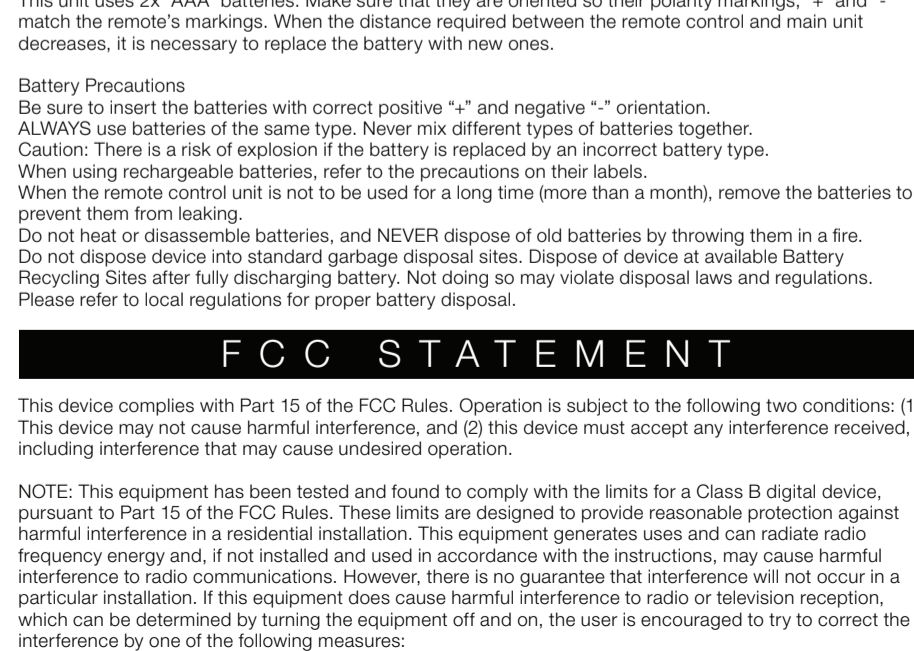 This unit uses 2x "AAA" batteries. Make sure that they are oriented so their polarity markings, "+" and "-"
match the remote’s markings. When the distance required between the remote control and main unit
decreases, it is necessary to replace the battery with new ones.
Battery Precautions
Be sure to insert the batteries with correct positive “+” and negative “-” orientation.
ALWAYS use batteries of the same type. Never mix different types of batteries together.
Caution: There is a risk of explosion if the battery is replaced by an incorrect battery type.
When using rechargeable batteries, refer to the precautions on their labels.
When the remote control unit is not to be used for a long time (more than a month), remove the batteries to
prevent them from leaking.
Do not heat or disassemble batteries, and NEVER dispose of old batteries by throwing them in a fire.
Do not dispose device into standard garbage disposal sites. Dispose of device at available Battery
Recycling Sites after fully discharging battery. Not doing so may violate disposal laws and regulations.
Please refer to local regulations for proper battery disposal.
FCC STATEMENT
This device complies with Part 15 of the FCC Rules. Operation is subject to the following two conditions: (1
This device may not cause harmful interference, and (2) this device must accept any interference received,
including interference that may cause undesired operation.
NOTE: This equipment has been tested and found to comply with the limits for a Class B digital device,
pursuant to Part 15 of the FCC Rules. These limits are designed to provide reasonable protection against
harmful interference in a residential installation. This equipment generates uses and can radiate radio
frequency energy and, if not installed and used in accordance with the instructions, may cause harmful
interference to radio communications. However, there is no guarantee that interference will not occur in a
particular installation. If this equipment does cause harmful interference to radio or television reception,
which can be determined by turning the equipment off and on, the user is encouraged to try to correct the
interference by one of the following measures: